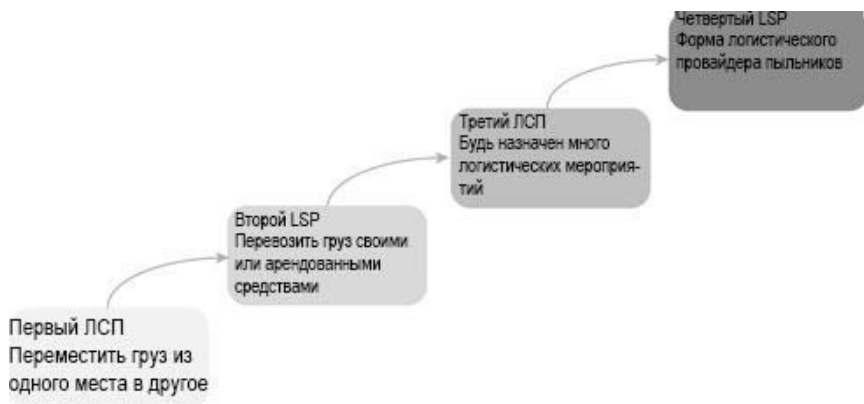 Четвертый LSP
Форма логистического
провайдера пыльников
Третий ЛСП
Будь назначен много
логистических мероприя-
тий
Второй LSP
Перевозить груз своими
или арендованными
средствами
Первый ЛСП
Переместить груз из
одного места в другое